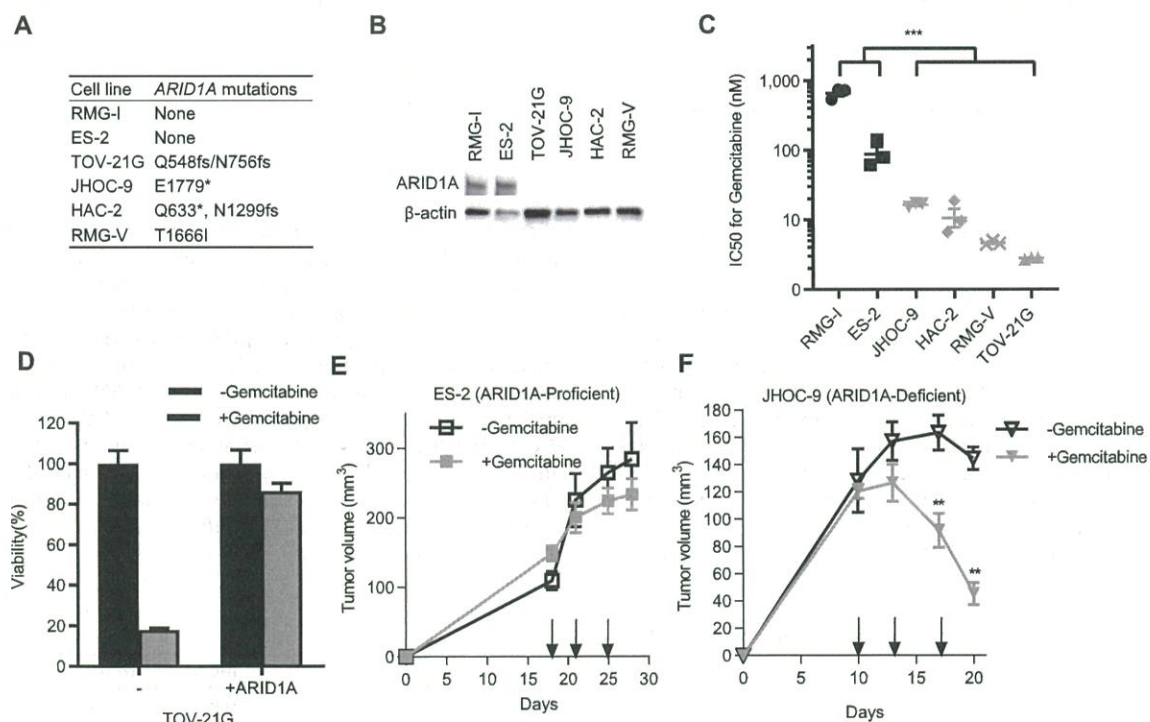 A
Cell line ARID1A mutations
RMG-I None
ES-2 None
TOV-21G Q548fs/N756fs
JHOC-9 E1779*
HAC-2 Q633*, N1299fs
RMG-V T1666I
B
RMG-I
ES-2
TOV-21G
JHOC-9
HAC-2
RMG-V
ARID1A
β-actin
C
***
IC50 for Gemcitabine (nM)
1,000
100
10
0
RMG-I
ES-2
JHOC-9
HAC-2
RMG-V
TOV-21G
D
-Gemcitabine
+Gemcitabine
Viability(%)
120
100
80
60
40
20
0
- +ARID1A
TOV-21G
E
ES-2 (ARID1A-Proficient)
-Gemcitabine
+Gemcitabine
Tumor volume (mm³)
300
200
100
0
0 5 10 15 20 25 30
Days
F
JHOC-9 (ARID1A-Deficient)
-Gemcitabine
+Gemcitabine
Tumor volume (mm³)
180
160
140
120
100
80
60
40
20
0
**
**
0 5 10 15 20
Days